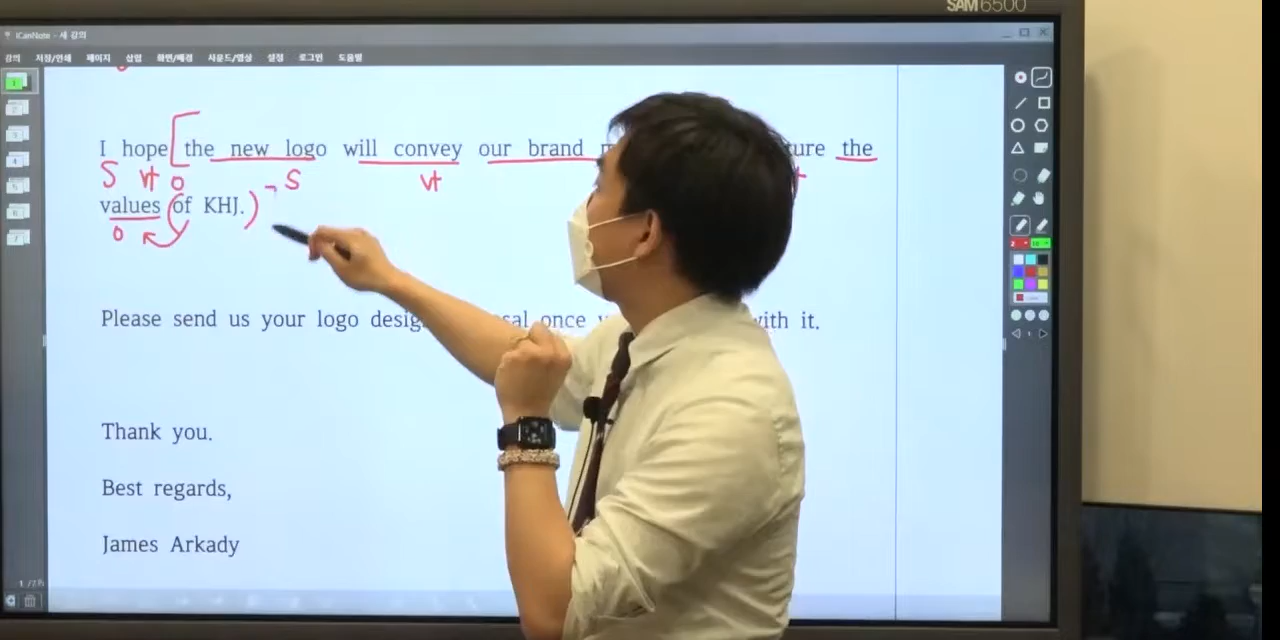 SAM6500
iCanNote - 새 강의
강의 저장/인쇄 페이지 삽입 화면/배경 사운드/영상 설정 로그인 도움말
I hope [the new logo will convey our brand the
S vt O S vt
values (of KHJ.)
O
Please send us your logo once with it.
Thank you.
Best regards,
James Arkady